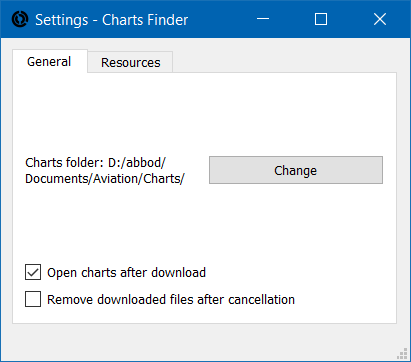 Settings - Charts Finder
General
Resources
Charts folder: D:/abbod/
Documents/Aviation/Charts/
Change
Open charts after download
Remove downloaded files after cancellation